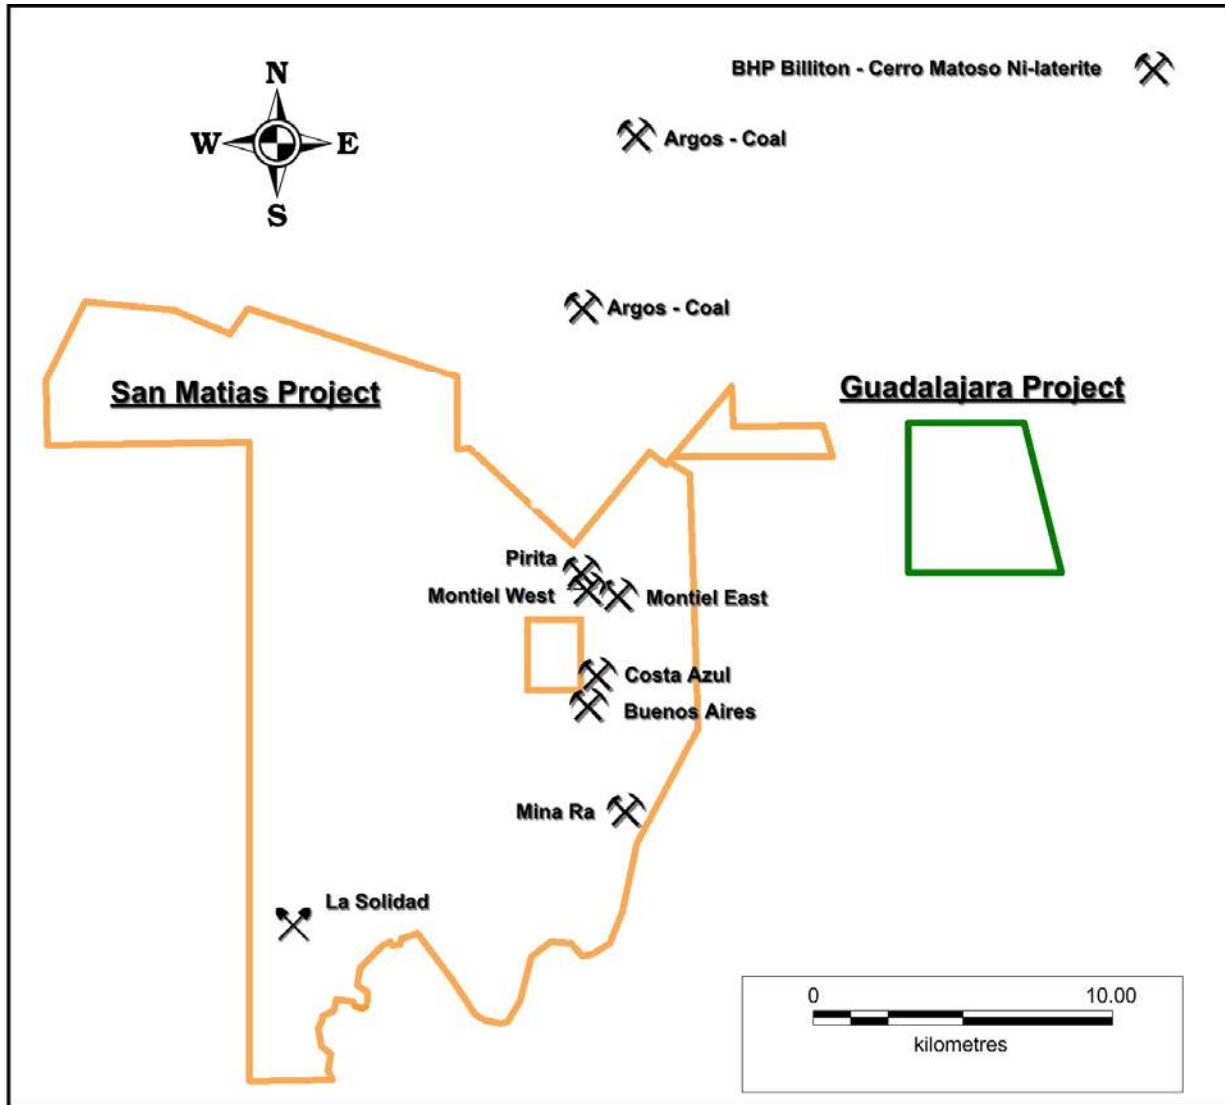 BHP Billiton - Cerro Matoso Ni-laterite
N
Argos - Coal
W E
S
Argos - Coal
San Matias Project
Guadalajara Project
Pirita
Montiel West
Montiel East
Costa Azul
Buenos Aires
Mina Ra
La Solidad
0 10.00
kilometres